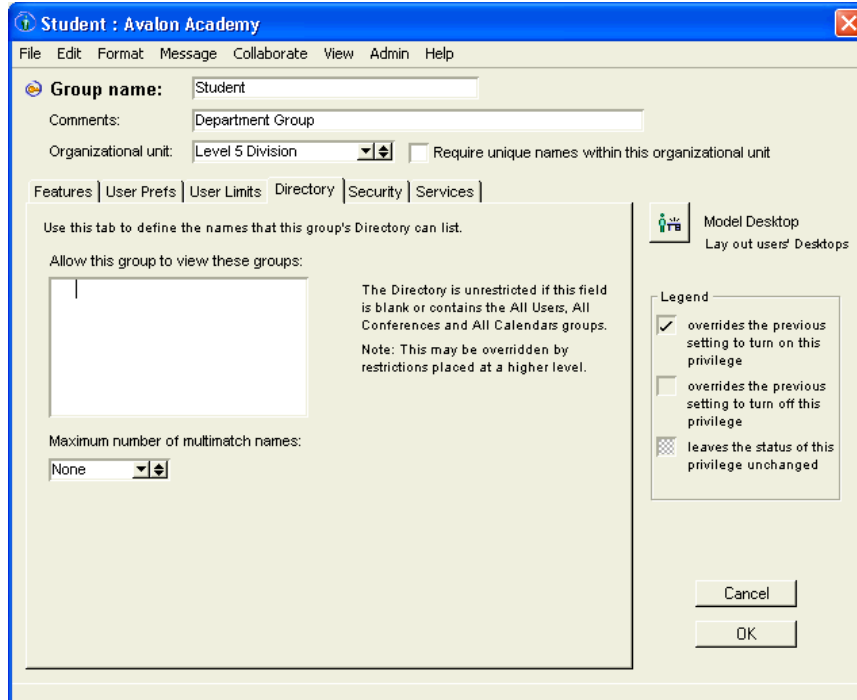 Student : Avalon Academy
File Edit Format Message Collaborate View Admin Help
Group name: Student
Comments: Department Group
Organizational unit: Level 5 Division Require unique names within this organizational unit
Features User Prefs User Limits Directory Security Services
Use this tab to define the names that this group's Directory can list.
Allow this group to view these groups:
The Directory is unrestricted if this field
is blank or contains the All Users, All
Conferences and All Calendars groups.
Note: This may be overridden by
restrictions placed at a higher level.
Maximum number of multimatch names:
None
Model Desktop
Lay out users' Desktops
Legend
overrides the previous
setting to turn on this
privilege
overrides the previous
setting to turn off this
privilege
leaves the status of this
privilege unchanged
Cancel
OK